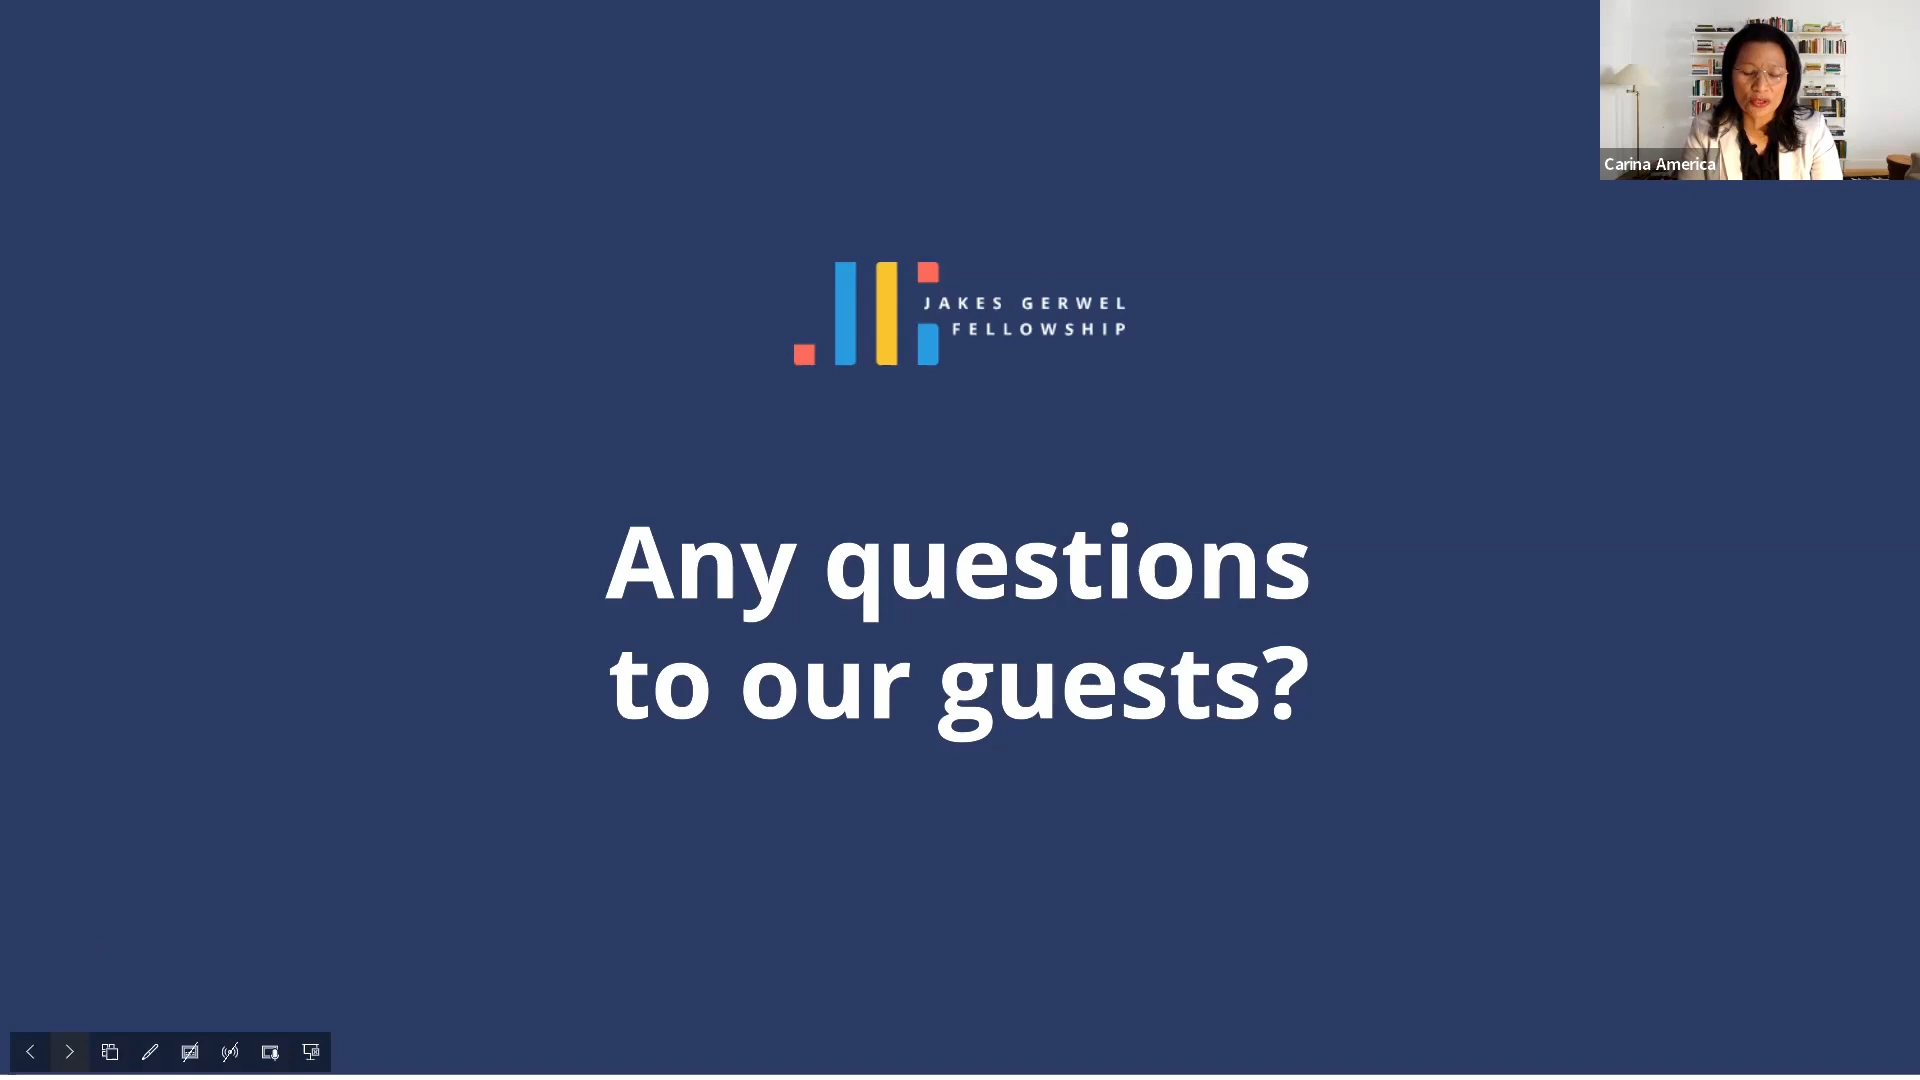 Carina America
JAKES GERWEL
FELLOWSHIP
Any questions
to our guests?